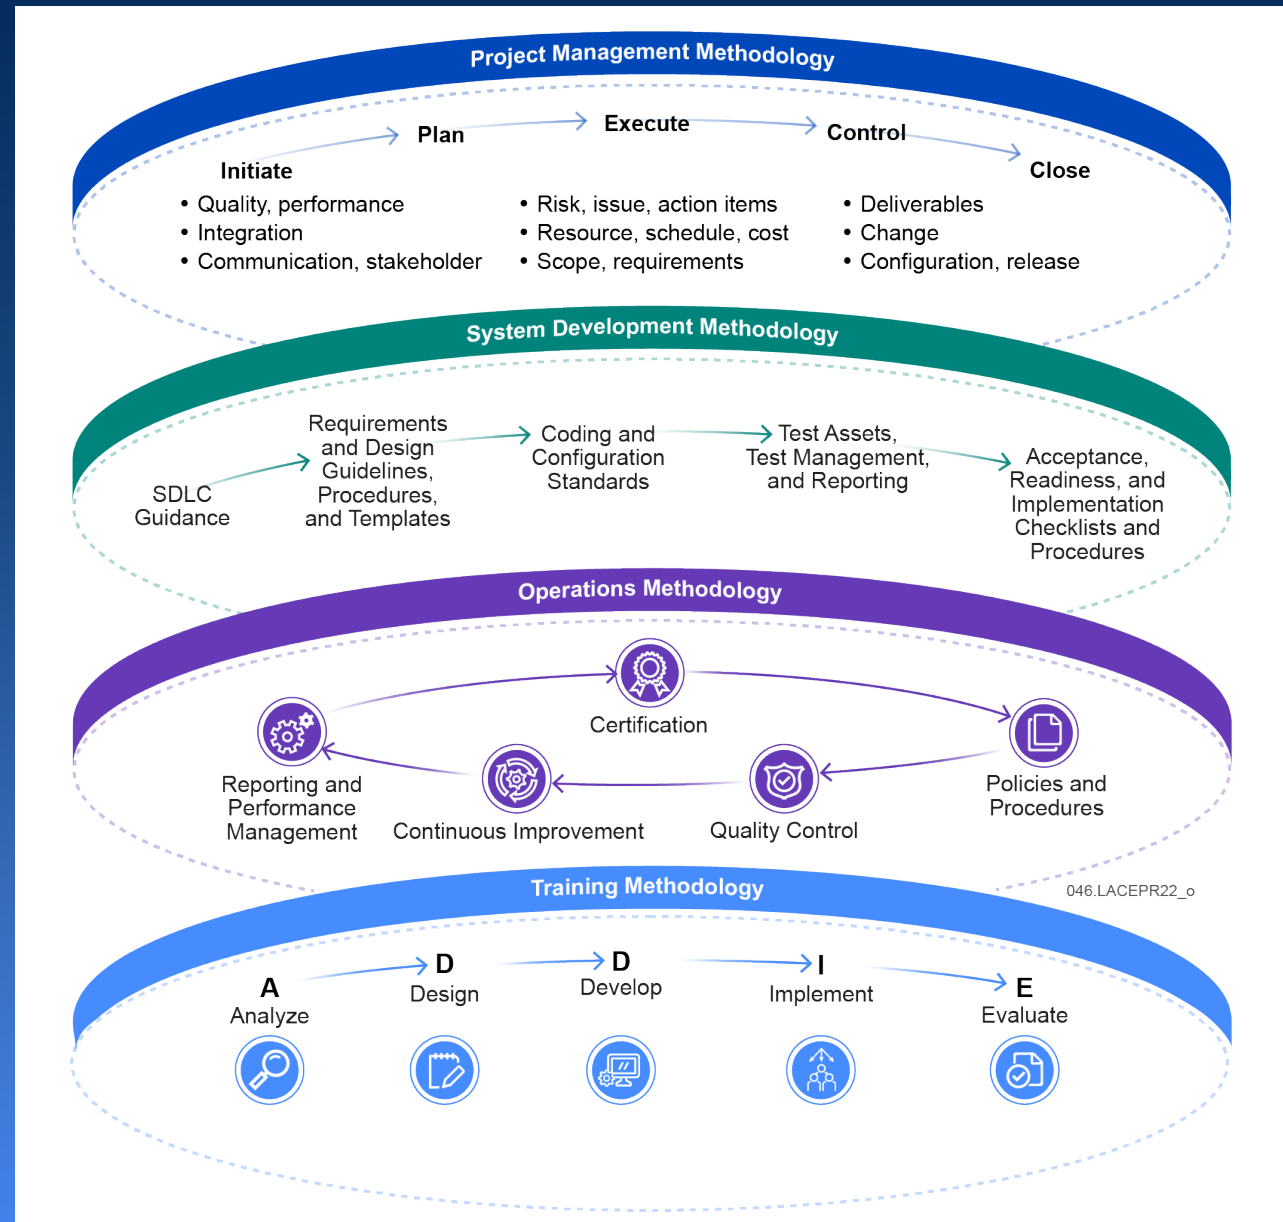 Project Management Methodology
Initiate
Plan
Execute
Control
Close
• Quality, performance
• Integration
• Communication, stakeholder
• Risk, issue, action items
• Resource, schedule, cost
• Scope, requirements
• Deliverables
• Change
• Configuration, release
System Development Methodology
SDLC
Guidance
Requirements
and Design
Guidelines,
Procedures,
and Templates
Coding and
Configuration
Standards
Test Assets,
Test Management,
and Reporting
Acceptance,
Readiness, and
Implementation
Checklists and
Procedures
Operations Methodology
Certification
Policies and
Procedures
Quality Control
Continuous Improvement
Reporting and
Performance
Management
046.LACEPR22_o
Training Methodology
A
Analyze
D
Design
D
Develop
I
Implement
E
Evaluate